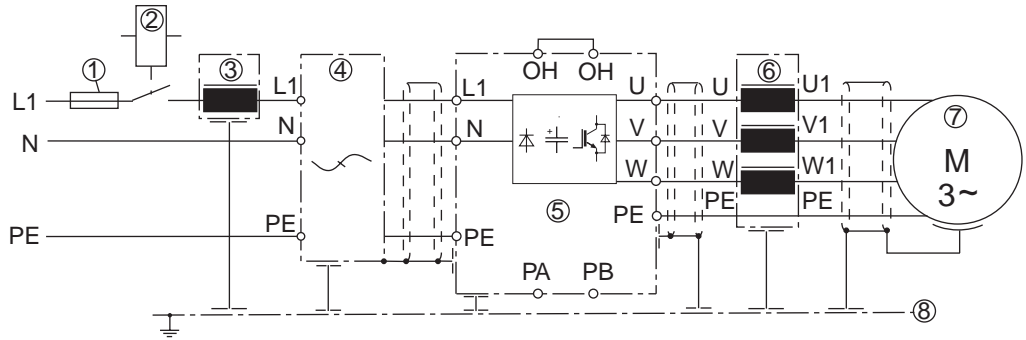 ② OH OH
① ③ ④ ⑥
L1 L1 L1 U U U1 ⑦
N N N V V V1 M
W W W1 3~
⑤ PE PE PE
PE PE PE
PA PB
⑧